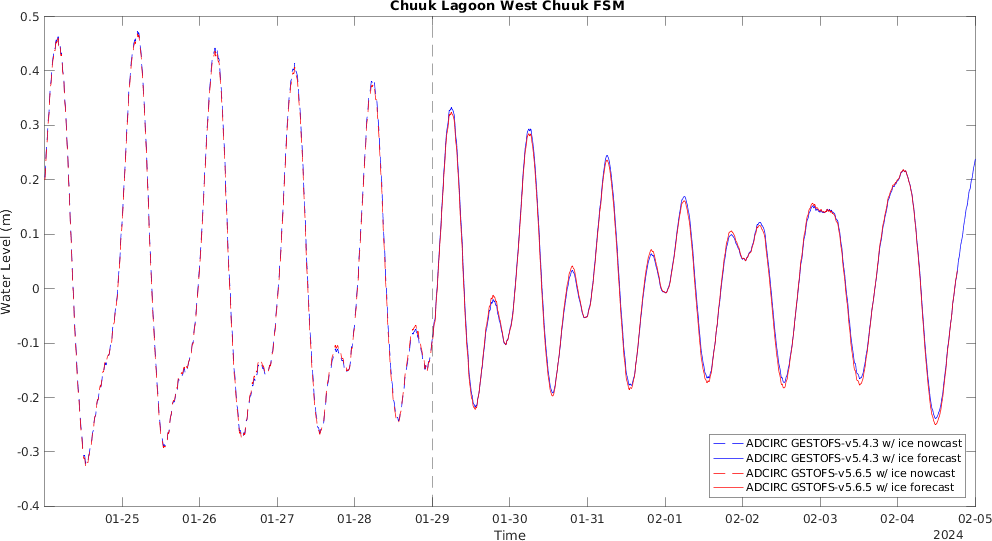 Chuuk Lagoon West Chuuk FSM
0.5
0.4
0.3
0.2
0.1
0
-0.1
-0.2
-0.3
-0.4
Water Level (m)
01-25 01-26 01-27 01-28 01-29 01-30 01-31 02-01 02-02 02-03 02-04 02-05
Time
2024
ADCIRC GESTOFS-v5.4.3 w/ ice nowcast
ADCIRC GESTOFS-v5.4.3 w/ ice forecast
ADCIRC GSTOFS-v5.6.5 w/ ice nowcast
ADCIRC GSTOFS-v5.6.5 w/ ice forecast